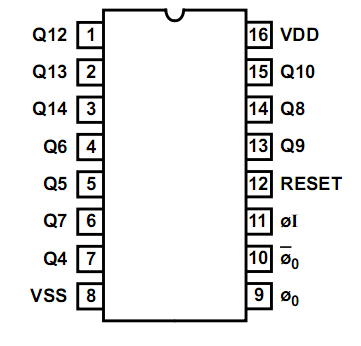 Q12 1 16 VDD
Q13 2 15 Q10
Q14 3 14 Q8
Q6 4 13 Q9
Q5 5 12 RESET
Q7 6 11 øI
Q4 7 10 ø̅₀
VSS 8 9 ø₀